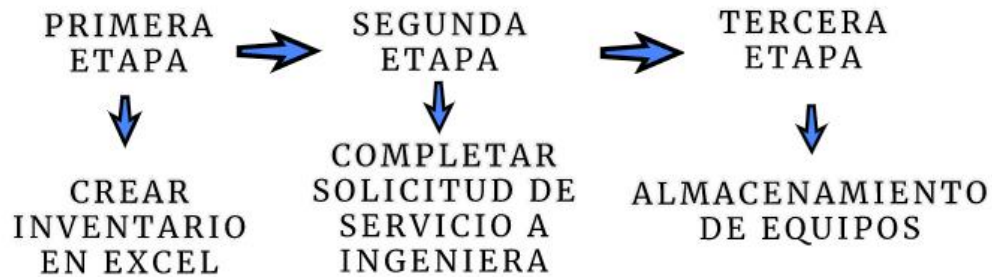 PRIMERA
ETAPA
SEGUNDA
ETAPA
TERCERA
ETAPA
CREAR
INVENTARIO
EN EXCEL
COMPLETAR
SOLICITUD DE
SERVICIO A
INGENIERA
ALMACENAMIENTO
DE EQUIPOS